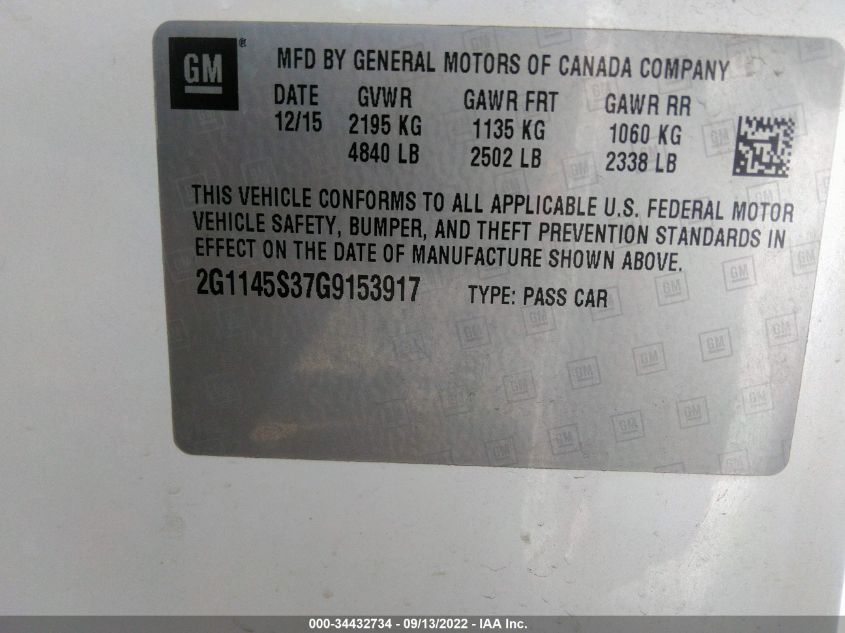 GM ®
MFD BY GENERAL MOTORS OF CANADA COMPANY
DATE GVWR GAWR FRT GAWR RR
12/15 2195 KG 1135 KG 1060 KG
4840 LB 2502 LB 2338 LB
THIS VEHICLE CONFORMS TO ALL APPLICABLE U.S. FEDERAL MOTOR
VEHICLE SAFETY, BUMPER, AND THEFT PREVENTION STANDARDS IN
EFFECT ON THE DATE OF MANUFACTURE SHOWN ABOVE.
2G1145S37G9153917 TYPE: PASS CAR
000-34432734 - 09/13/2022 - IAA Inc.